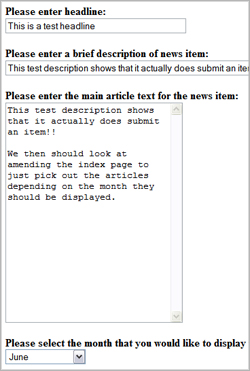 Please enter headline:
This is a test headline
Please enter a brief description of news item:
This test description shows that it actually does submit an
Please enter the main article text for the news item:
This test description shows
that it actually does submit
an item!!
We then should look at
amending the index page to
just pick out the articles
depending on the month they
should be displayed.
Please select the month that you would like to display
June